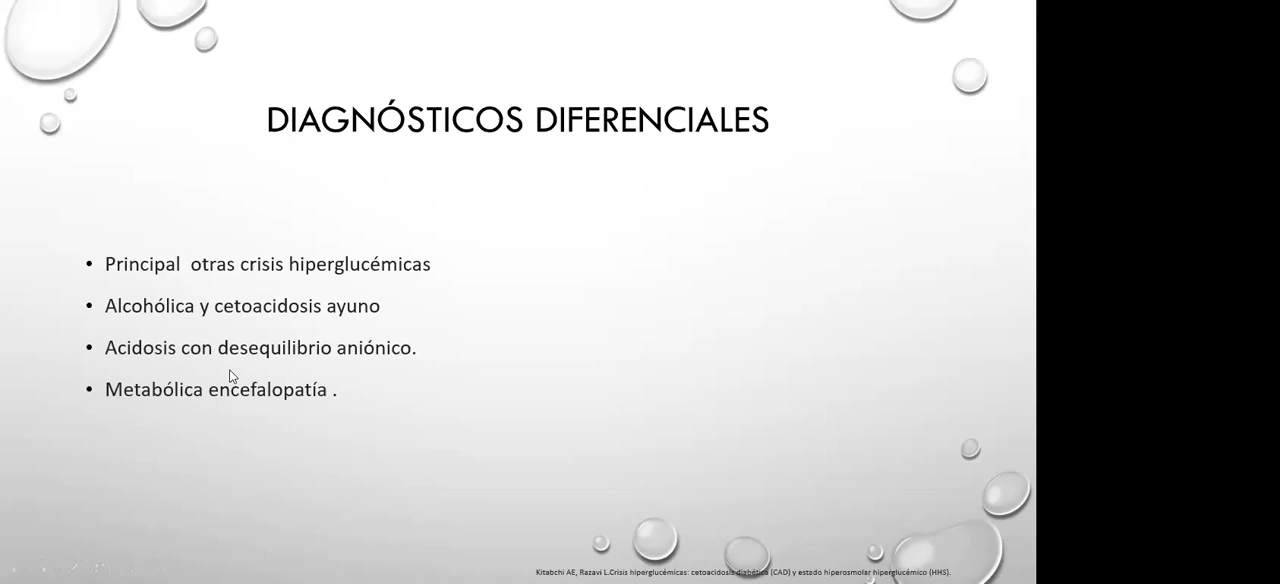 DIAGNÓSTICOS DIFERENCIALES
• Principal  otras crisis hiperglucémicas
• Alcohólica y cetoacidosis ayuno
• Acidosis con desequilibrio aniónico.
• Metabólica encefalopatía .
Kitabchi AE, Razavi L.Crisis hiperglucémicas: cetoacidosis diabética (CAD) y estado hiperosmolar hiperglucémico (HHS).